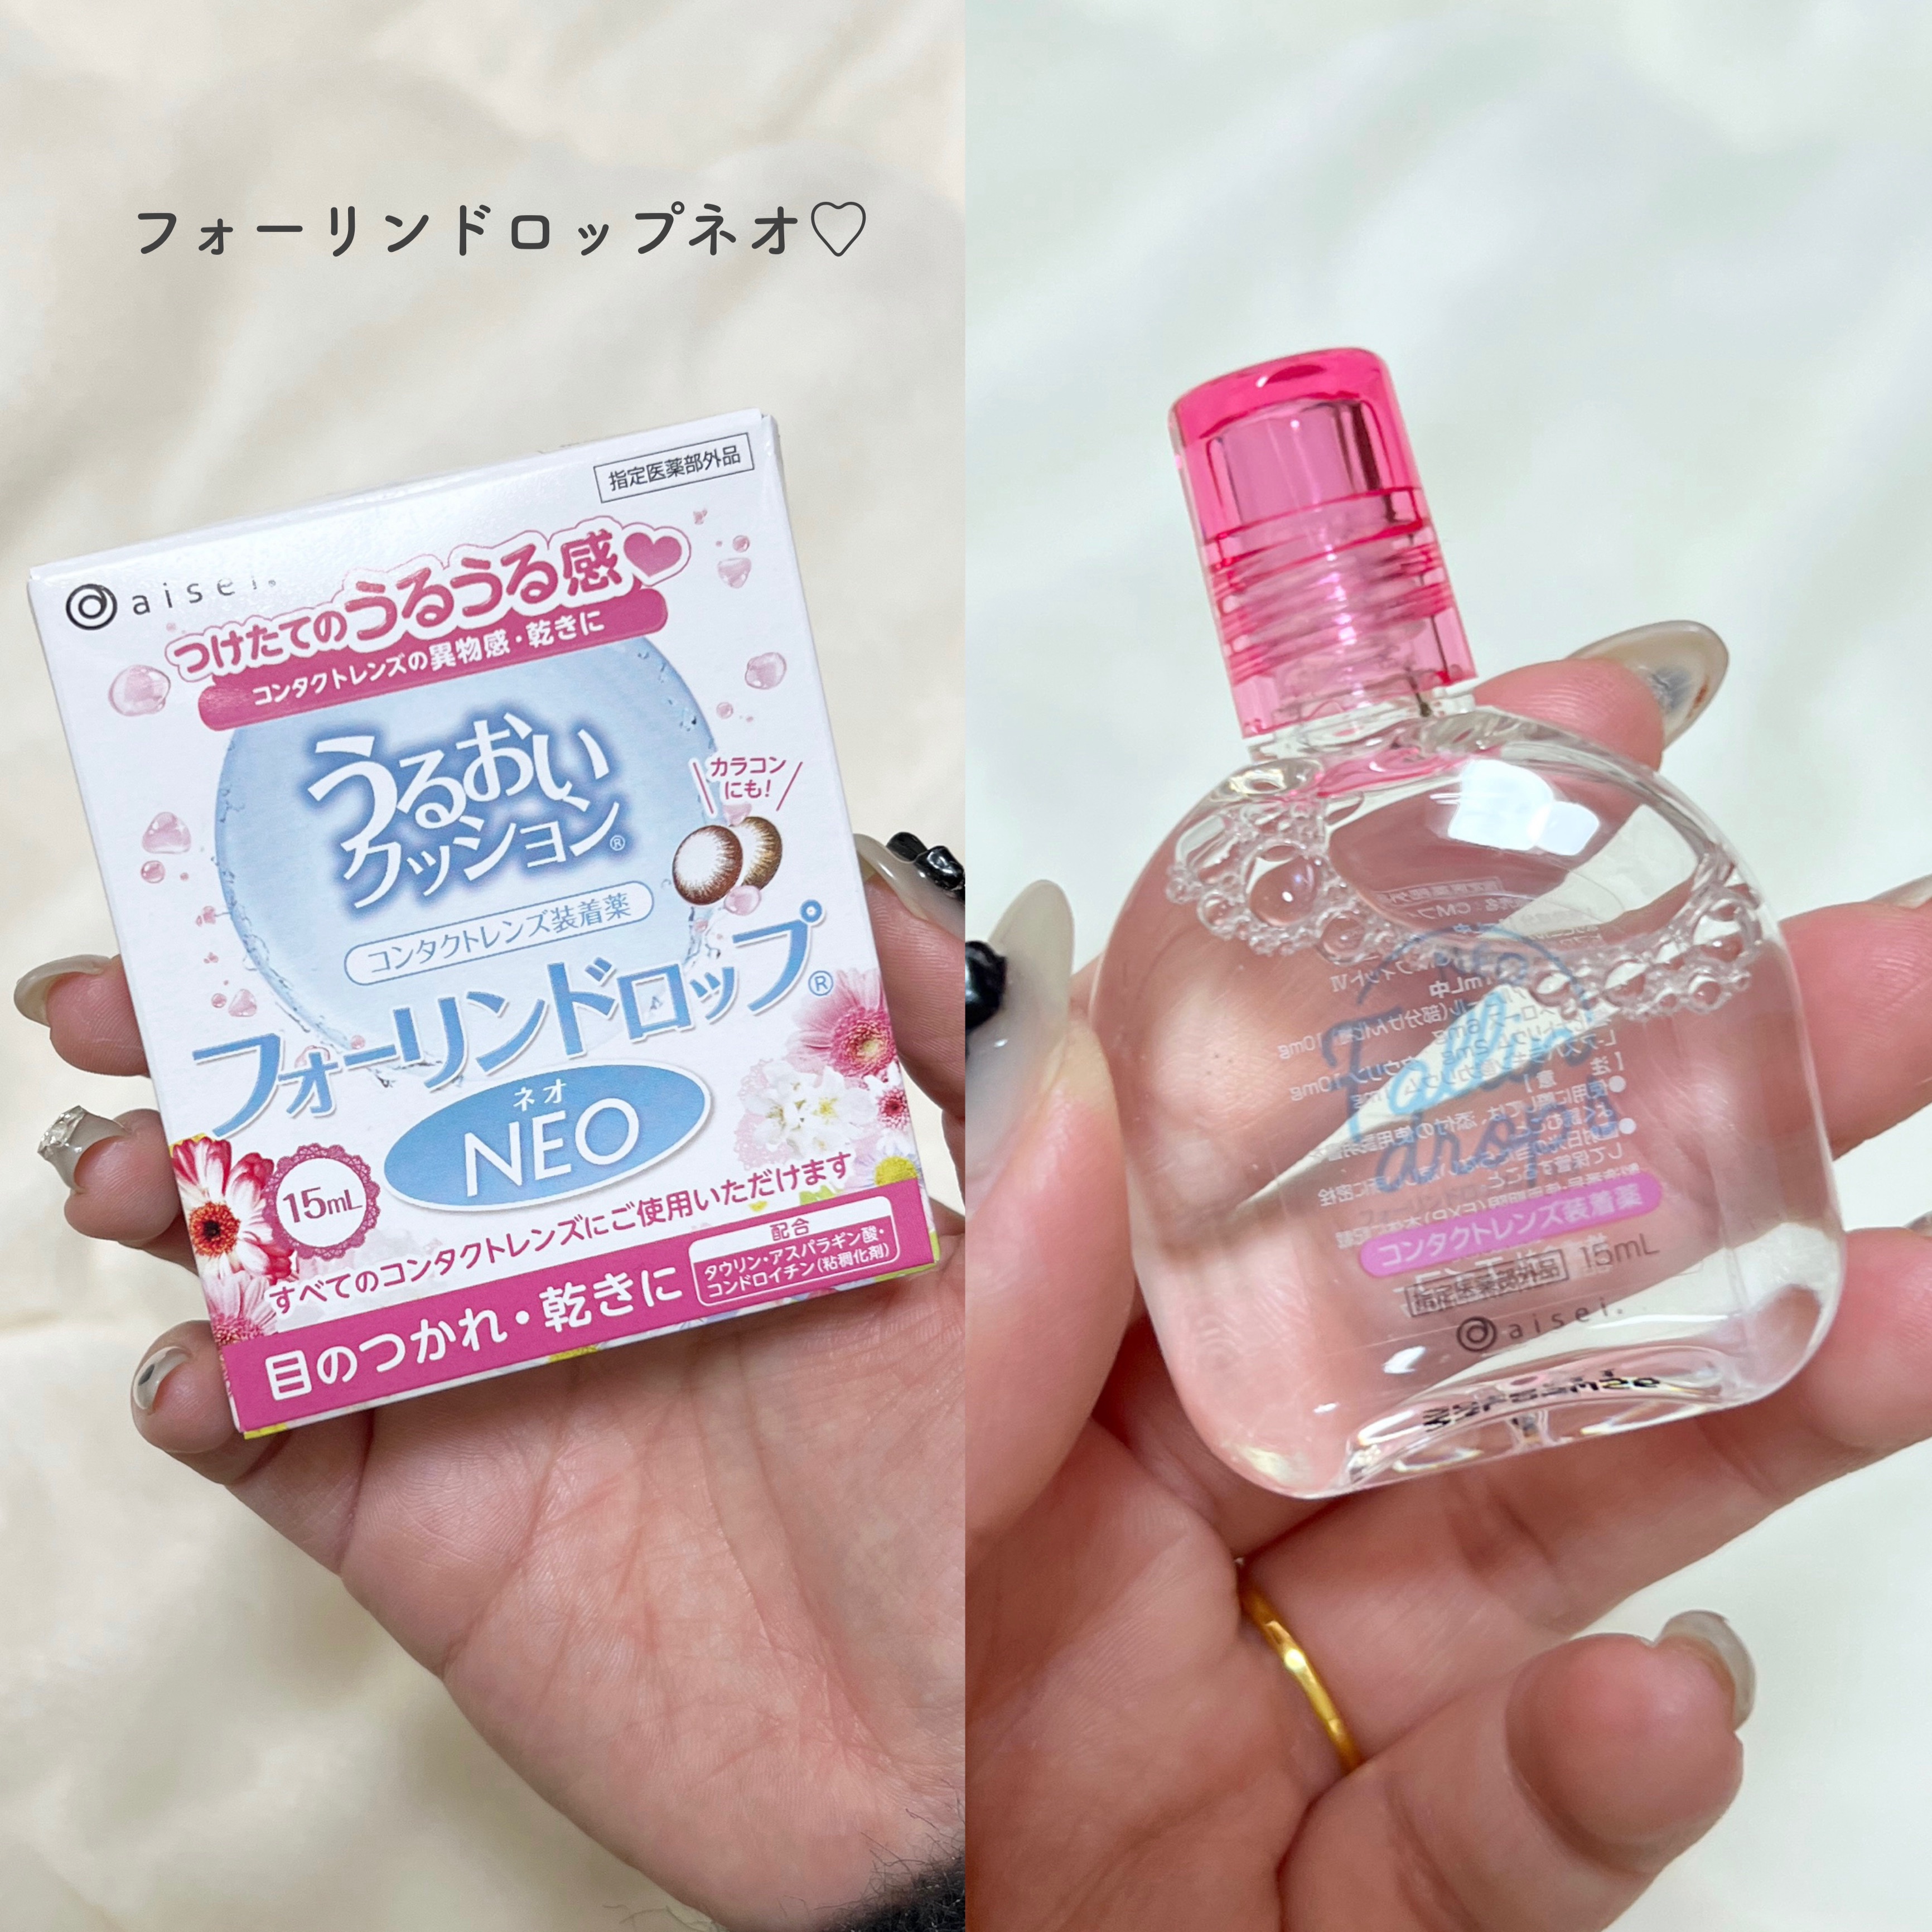 フォーリンドロップネオ♡
指定医薬部外品
aisei.
つけたてのうるうる感
コンタクトレンズの異物感・乾きに
うるおい
クッション®
カラコン
にも!
コンタクトレンズ装着薬
フォーリンドロップ®
ネオ
NEO
15mL
すべてのコンタクトレンズにご使用いただけます
目のつかれ・乾きに
配合
タウリン・アスパラギン酸・
コンドロイチン(粘稠化剤)
Fallin'
drops
コンタクトレンズ装着薬
指定医薬部外品 15mL
aisei.